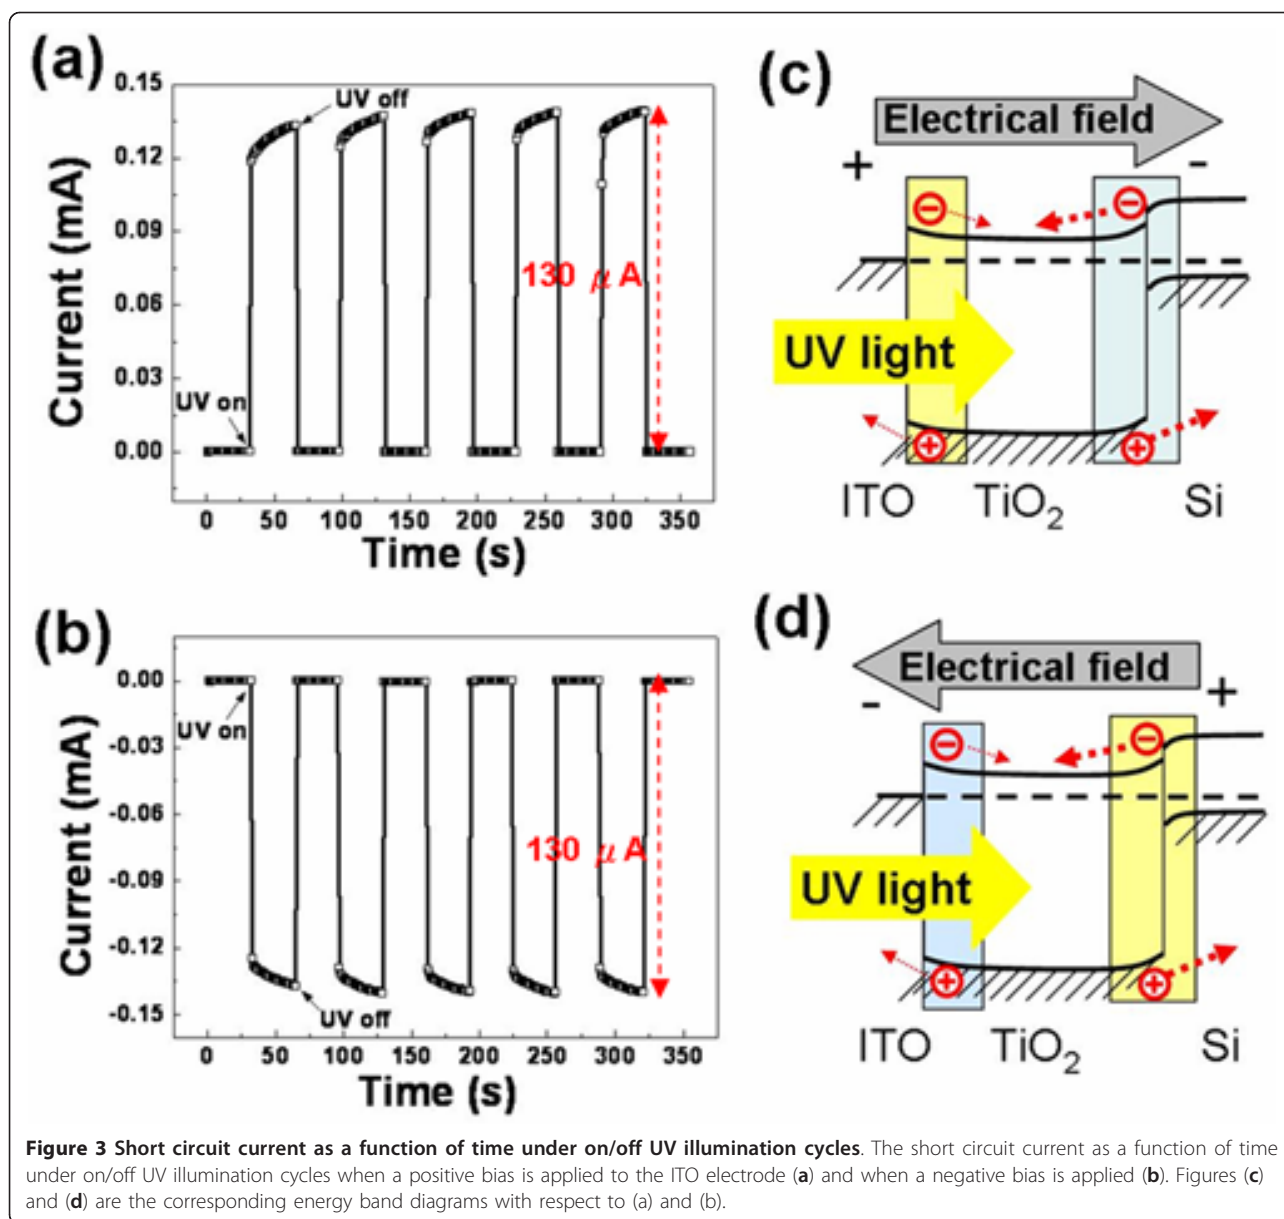 (a)
0.15
0.12
0.09
0.06
0.03
0.00
Current (mA)
UV off
UV on
130 μA
0 50 100 150 200 250 300 350
Time (s)
(c)
Electrical field
+ -
− −
UV light
+ +
ITO TiO2 Si
(b)
0.00
-0.03
-0.06
-0.09
-0.12
-0.15
Current (mA)
UV on
130 μA
UV off
0 50 100 150 200 250 300 350
Time (s)
(d)
Electrical field
- +
− −
UV light
+ +
ITO TiO2 Si
Figure 3 Short circuit current as a function of time under on/off UV illumination cycles. The short circuit current as a function of time
under on/off UV illumination cycles when a positive bias is applied to the ITO electrode (a) and when a negative bias is applied (b). Figures (c)
and (d) are the corresponding energy band diagrams with respect to (a) and (b).